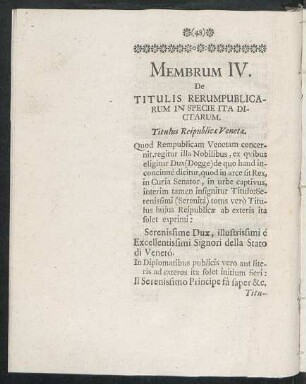 (48)
MEMBRUM IV.
De
TITULIS RERUMPUBLICA-
RUM IN SPECIE ITA DI-
CTARUM.
Titulus Reipublicæ Venetæ.
Quod Rempublicam Venetam concer-
nit, regitur illa Nobilibus, ex quibus
eligitur Dux (Dogge) de quo haud in-
concinnè dicitur, quod in arce sit Rex,
in Curia Senator, in urbe captivus,
interim tamen insignitur Titulo: Se-
renissimi (Serenità) totus verò Titu-
lus hujus Reipublicæ ab exteris ita
solet exprimi:
Serenissime Dux, illustrissimi é
Excellentissimi Signori della Stato
di Veneto.
In Diplomatibus publicis vero aut lite-
ris ad exteros ita solet initium fieri:
Il Serenissimo Principe fà saper &c.
Titu-